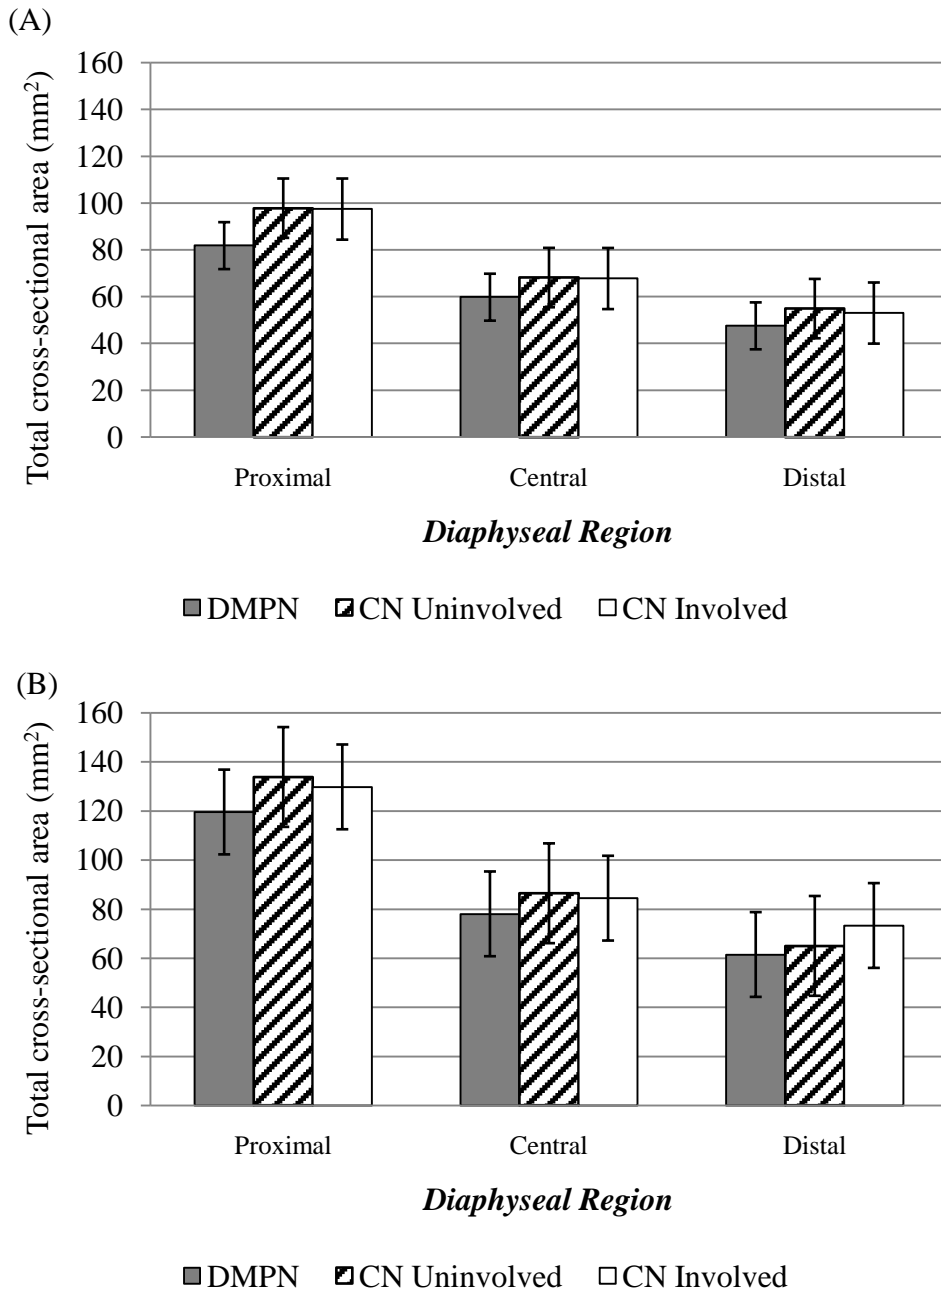 (A)
Total cross-sectional area (mm²)
160
140
120
100
80
60
40
20
0
Proximal Central Distal
Diaphyseal Region
DMPN CN Uninvolved CN Involved
(B)
Total cross-sectional area (mm²)
160
140
120
100
80
60
40
20
0
Proximal Central Distal
Diaphyseal Region
DMPN CN Uninvolved CN Involved